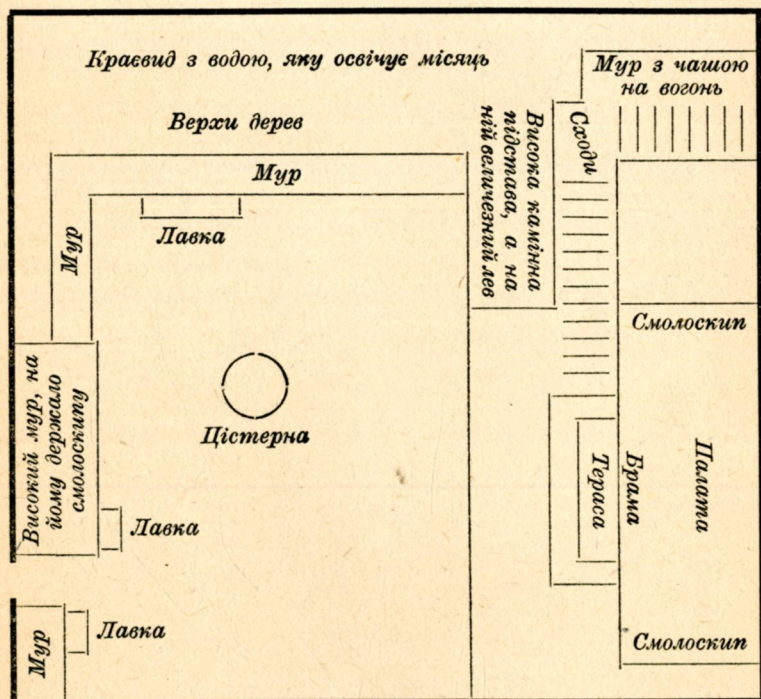 Краєвид з водою, яку освічує місяць
Мур з чашою
на вогонь
Верхи дерев
Мур
Лавка
Мур
Висока камінна
підстава, а на
ній величезний лев
Сходи
Смолоскип
Високий мур, на
йому держало
смолоскипу
Цістерна
Лавка
Тераса
Брама
Палата
Мур
Лавка
Смолоскип